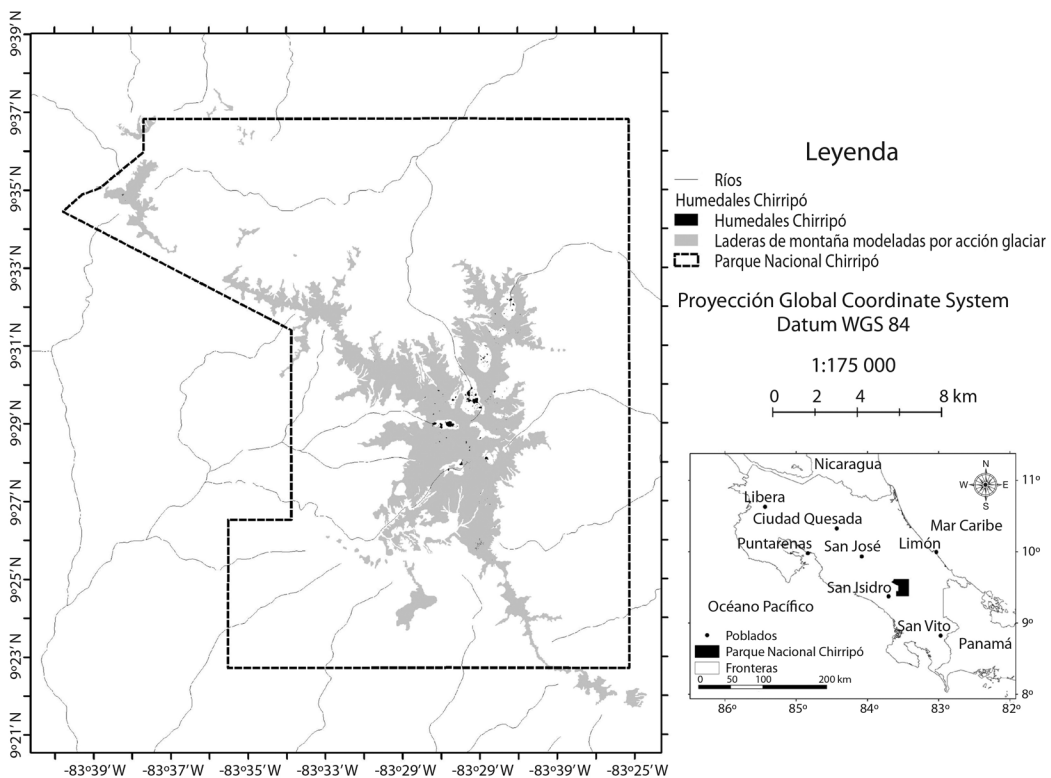 9°39'N
9°37'N
9°35'N
9°33'N
9°31'N
9°29'N
9°27'N
9°25'N
9°23'N
9°21'N
-83°39'W -83°37'W -83°35'W -83°33'W -83°29'W -83°29'W -83°39'W -83°25'W
Leyenda
Ríos
Humedales Chirripó
Humedales Chirripó
Laderas de montaña modeladas por acción glaciar
Parque Nacional Chirripó
Proyección Global Coordinate System
Datum WGS 84
1:175 000
0 2 4 6 8 km
Nicaragua
N
W E
S
11°
Libera
Ciudad Quesada
Mar Caribe
Puntarenas San José Limón
10°
San Isidro
Océano Pacífico
San Vito
9°
Panamá
Poblados
Parque Nacional Chirripó
Fronteras
0 50 100 200 km
8°
86° 85° 84° 83° 82°